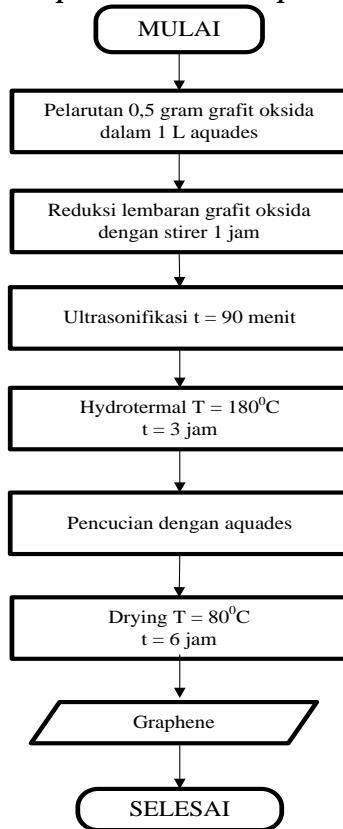 MULAI
Pelarutan 0,5 gram grafit oksida
dalam 1 L aquades
Reduksi lembaran grafit oksida
dengan stirer 1 jam
Ultrasonifikasi t = 90 menit
Hydrotermal T = 180⁰C
t = 3 jam
Pencucian dengan aquades
Drying T = 80⁰C
t = 6 jam
Graphene
SELESAI